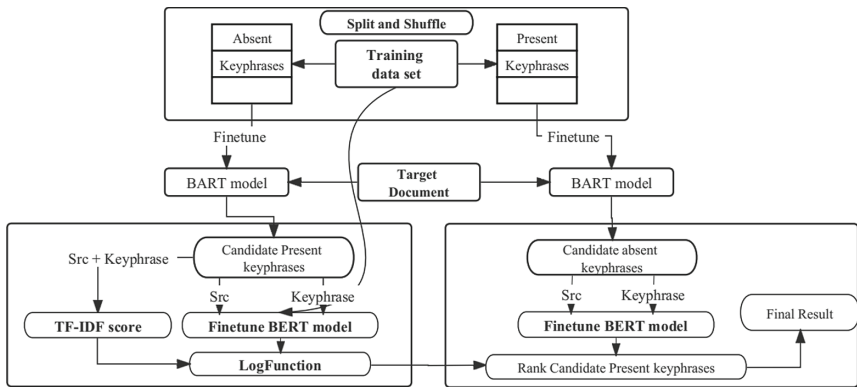 Split and Shuffle
Absent
Keyphrases
Training
data set
Present
Keyphrases
Finetune
Finetune
BART model
Target
Document
BART model
Candidate Present
keyphrases
Src + Keyphrase
Src
Keyphrase
TF-IDF score
Finetune BERT model
LogFunction
Candidate absent
keyphrases
Src
Keyphrase
Finetune BERT model
Rank Candidate Present keyphrases
Final Result